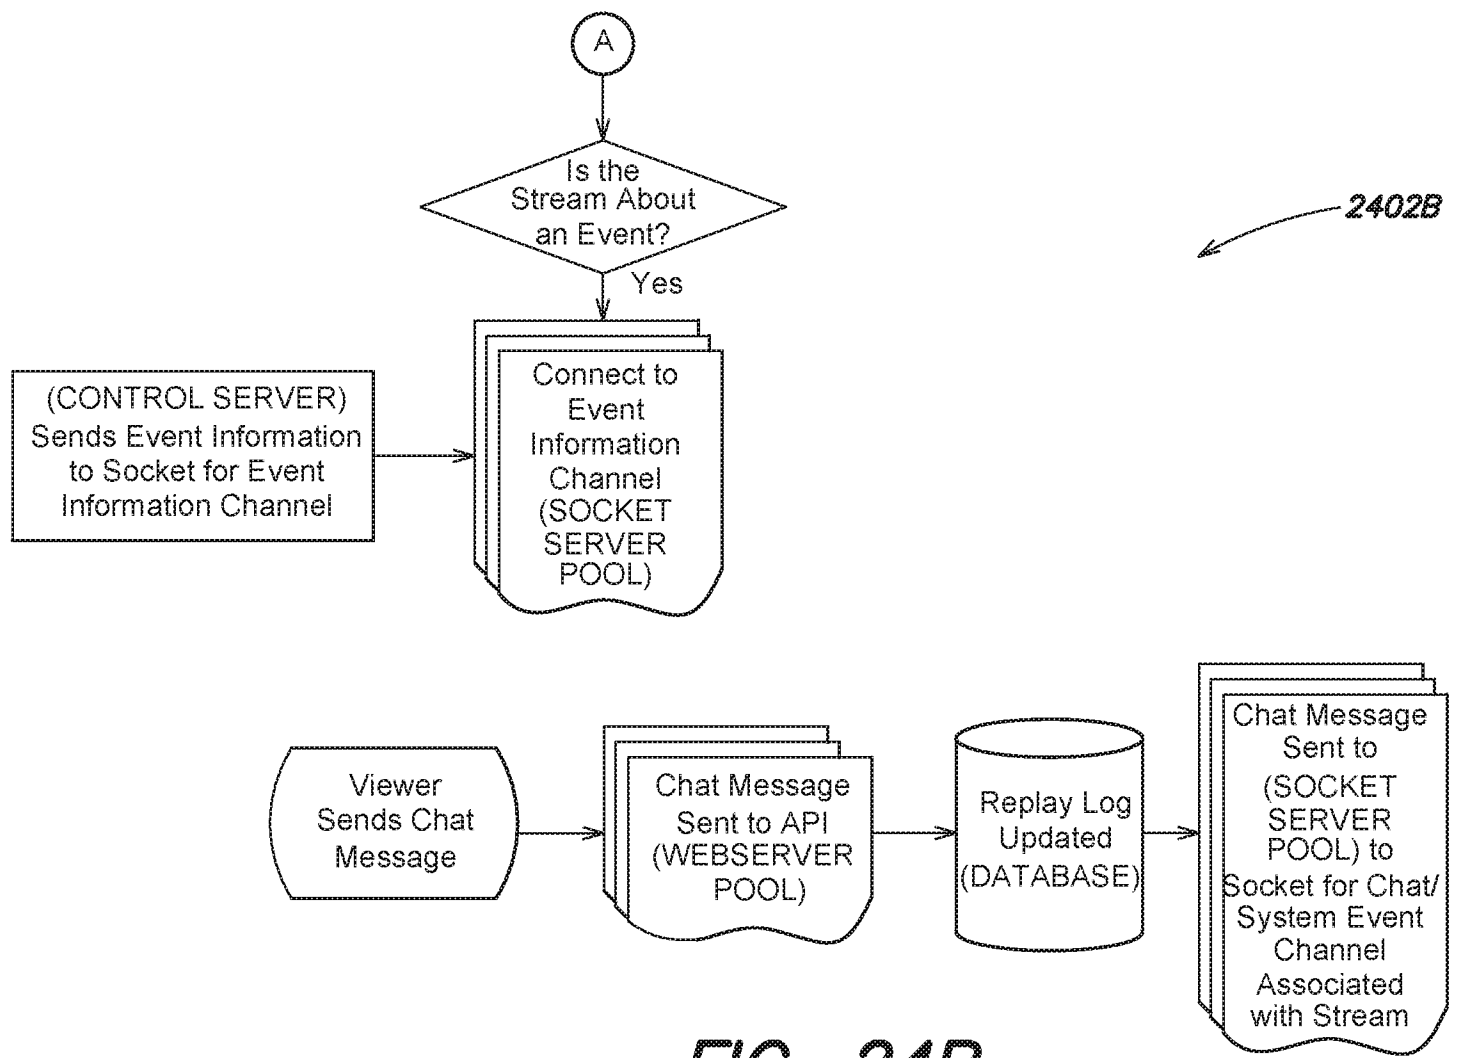 A
Is the
Stream About
an Event?
2402B
Yes
(CONTROL SERVER)
Sends Event Information
to Socket for Event
Information Channel
Connect to
Event
Information
Channel
(SOCKET
SERVER
POOL)
Viewer
Sends Chat
Message
Chat Message
Sent to API
(WEBSERVER
POOL)
Replay Log
Updated
(DATABASE)
Chat Message
Sent to
(SOCKET
SERVER
POOL) to
Socket for Chat/
System Event
Channel
Associated
with Stream
FIG. 24B